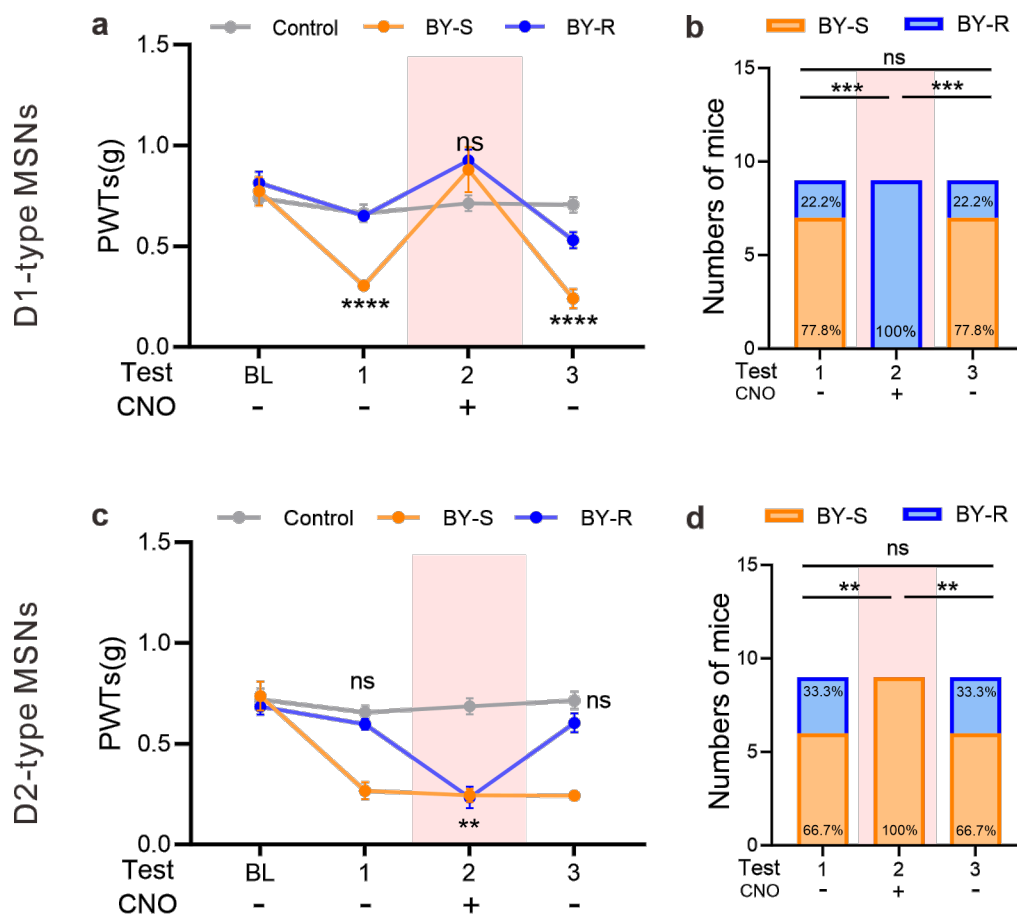 D1-type MSNs
a
Control BY-S BY-R
1.5
1.0
0.5
0.0
PWTs(g)
ns
****
****
Test BL 1 2 3
CNO - - + -
b
BY-S BY-R
ns
*** ***
15
10
5
0
Numbers of mice
22.2% 22.2%
77.8% 100% 77.8%
Test 1 2 3
CNO - + -
D2-type MSNs
c
Control BY-S BY-R
1.5
1.0
0.5
0.0
PWTs(g)
ns
ns
**
Test BL 1 2 3
CNO - - + -
d
BY-S BY-R
ns
** **
15
10
5
0
Numbers of mice
33.3% 33.3%
66.7% 100% 66.7%
Test 1 2 3
CNO - + -